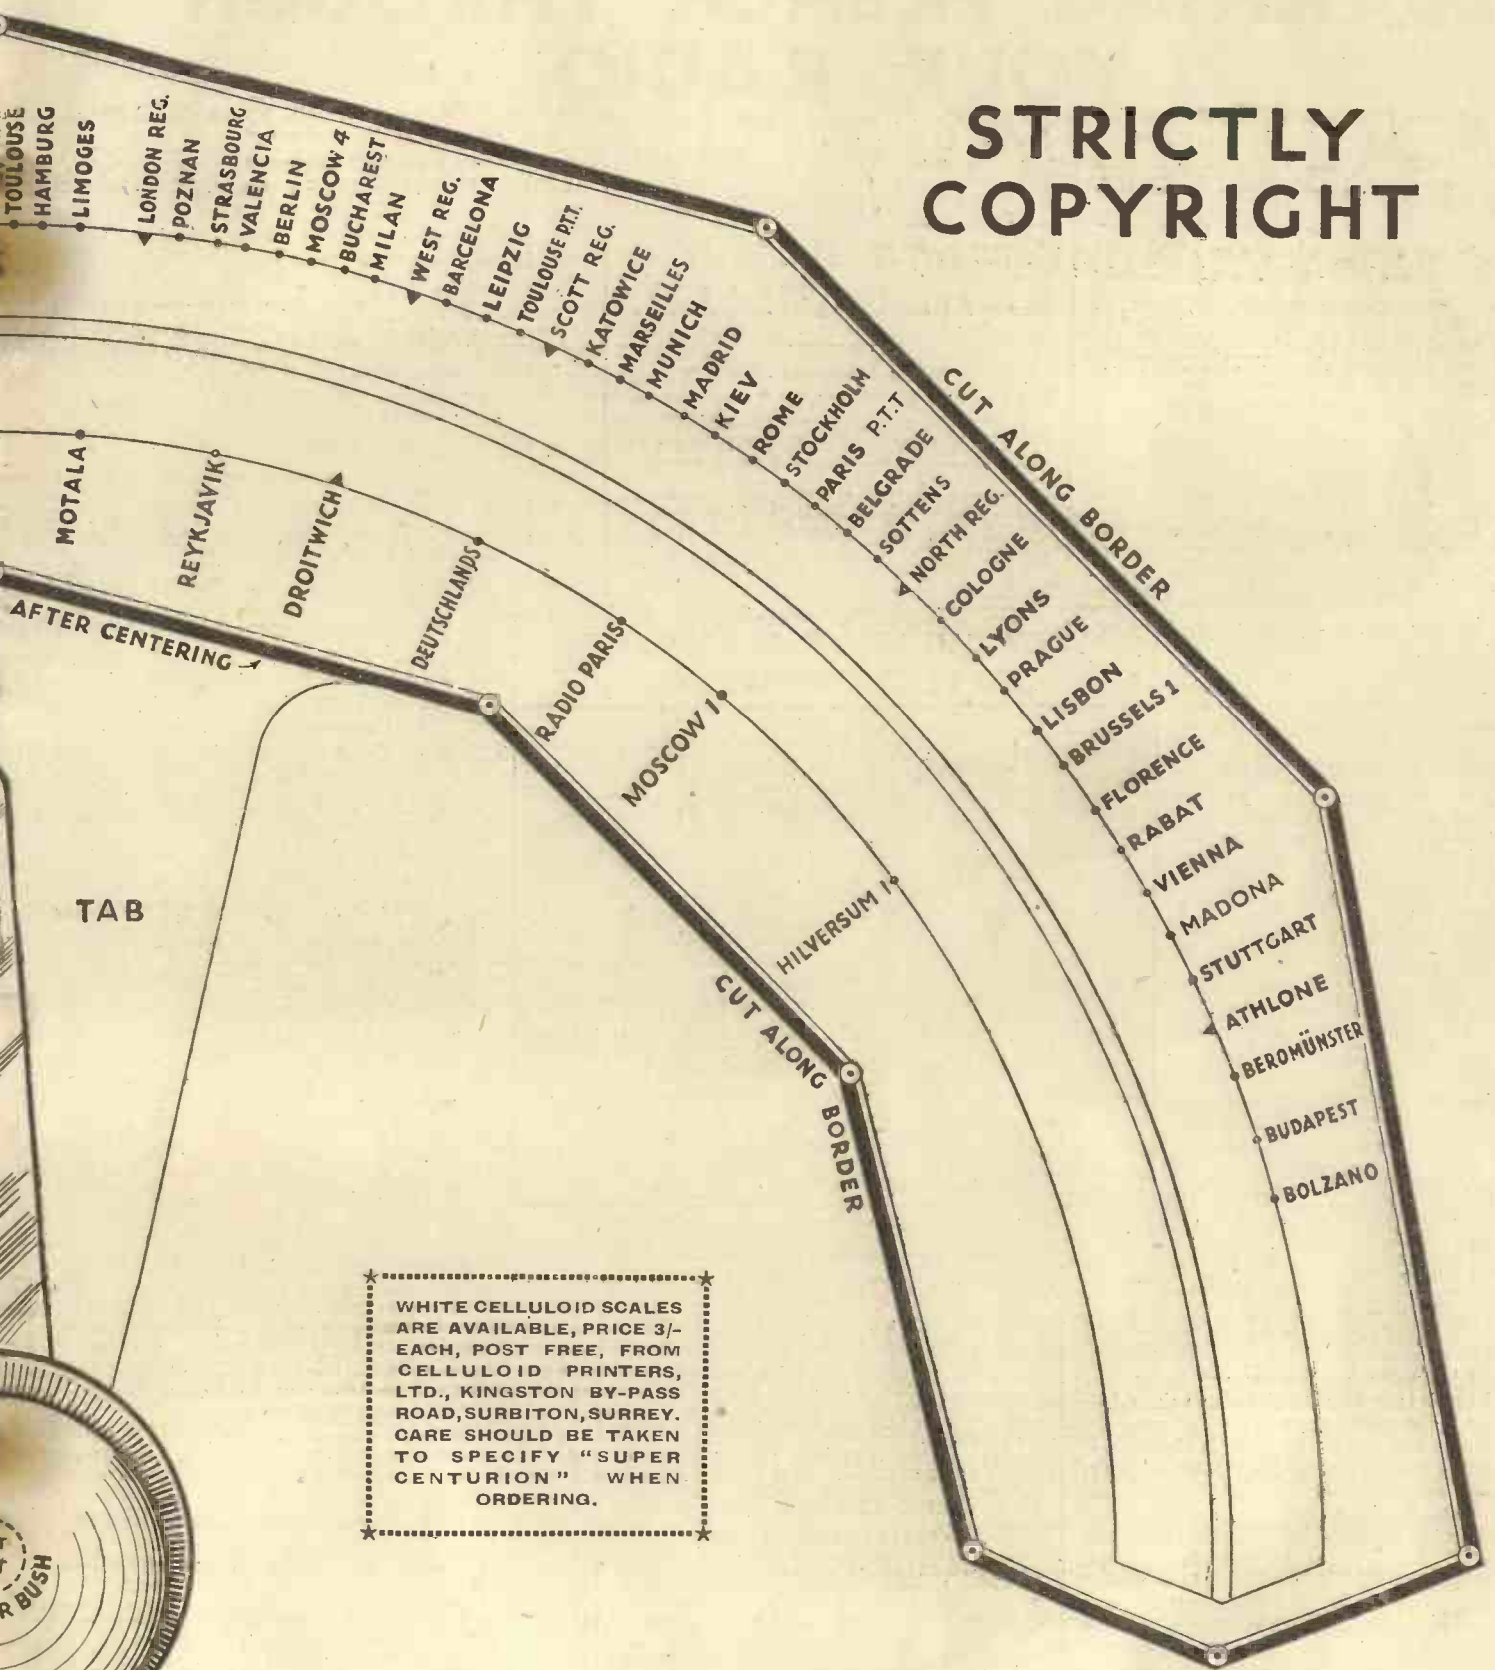 STRICTLY
COPYRIGHT
TOULOUSE
HAMBURG
LIMOGES
LONDON REG.
POZNAN
STRASBOURG
VALENCIA
BERLIN
MOSCOW 4
BUCHAREST
MILAN
WEST REG.
BARCELONA
LEIPZIG
TOULOUSE P.T.T.
SCOTT REG.
KATOWICE
MARSEILLES
MUNICH
MADRID
KIEV
ROME
STOCKHOLM
PARIS P.T.T
BELGRADE
SOTTENS
NORTH REG.
COLOGNE
LYONS
PRAGUE
LISBON
BRUSSELS 1
FLORENCE
RABAT
VIENNA
MADONA
STUTTGART
ATHLONE
BEROMÜNSTER
BUDAPEST
BOLZANO
CUT ALONG BORDER
MOTALA
REYKJAVIK
DROITWICH
DEUTSCHLANDS
RADIO PARIS
MOSCOW 1
HILVERSUM 1
AFTER CENTERING
CUT ALONG BORDER
TAB
WHITE CELLULOID SCALES
ARE AVAILABLE, PRICE 3/-
EACH, POST FREE, FROM
CELLULOID PRINTERS,
LTD., KINGSTON BY-PASS
ROAD, SURBITON, SURREY.
CARE SHOULD BE TAKEN
TO SPECIFY “SUPER
CENTURION” WHEN
ORDERING.
R BUSH